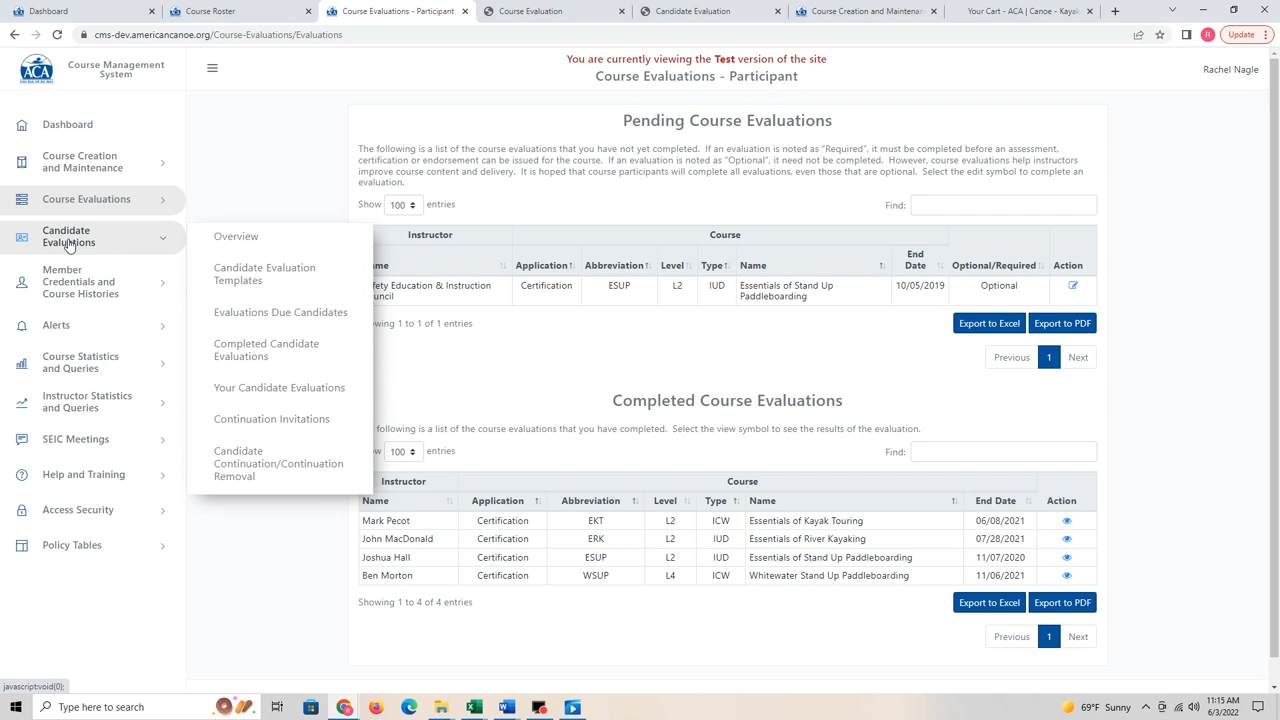 Dashboard
Course Roster
Course Evaluations - Participant
Course Evaluation
Candidate Evaluation
Course Creation and Maintenan
Your Cart - ACA | Canoe - Kayak
cms-dev.americancanoe.org/Course-Evaluations/Evaluations
R
Update
ACA
Course Management
System
You are currently viewing the Test version of the site
Course Evaluations - Participant
Rachel Nagle
Dashboard
Course Creation
and Maintenance
Course Evaluations
Candidate
Evaluations
Member
Credentials and
Course Histories
Alerts
Course Statistics
and Queries
Instructor Statistics
and Queries
SEIC Meetings
Help and Training
Access Security
Policy Tables
Overview
Candidate Evaluation
Templates
Evaluations Due Candidates
Completed Candidate
Evaluations
Your Candidate Evaluations
Continuation Invitations
Candidate
Continuation/Continuation
Removal
Pending Course Evaluations
The following is a list of the course evaluations that you have not yet completed. If an evaluation is noted as "Required", it must be completed before an assessment,
certification or endorsement can be issued for the course. If an evaluation is noted as "Optional", it need not be completed. However, course evaluations help instructors
improve course content and delivery. It is hoped that course participants will complete all evaluations, even those that are optional. Select the edit symbol to complete an
evaluation.
Show 100 entries
Find:
Instructor Course
ame Application Abbreviation Level Type Name End Date Optional/Required Action
afety Education & Instruction
ouncil Certification ESUP L2 IUD Essentials of Stand Up
Paddleboarding 10/05/2019 Optional
owing 1 to 1 of 1 entries
Export to Excel Export to PDF
Previous 1 Next
Completed Course Evaluations
following is a list of the course evaluations that you have completed. Select the view symbol to see the results of the evaluation.
ow 100 entries
Find:
Instructor Course
Name Application Abbreviation Level Type Name End Date Action
Mark Pecot Certification EKT L2 ICW Essentials of Kayak Touring 06/08/2021
John MacDonald Certification ERK L2 IUD Essentials of River Kayaking 07/28/2021
Joshua Hall Certification ESUP L2 IUD Essentials of Stand Up Paddleboarding 11/07/2020
Ben Morton Certification WSUP L4 ICW Whitewater Stand Up Paddleboarding 11/06/2021
Showing 1 to 4 of 4 entries
Export to Excel Export to PDF
Previous 1 Next
javascript:void(0);
Type here to search
69°F Sunny
11:15 AM
6/3/2022